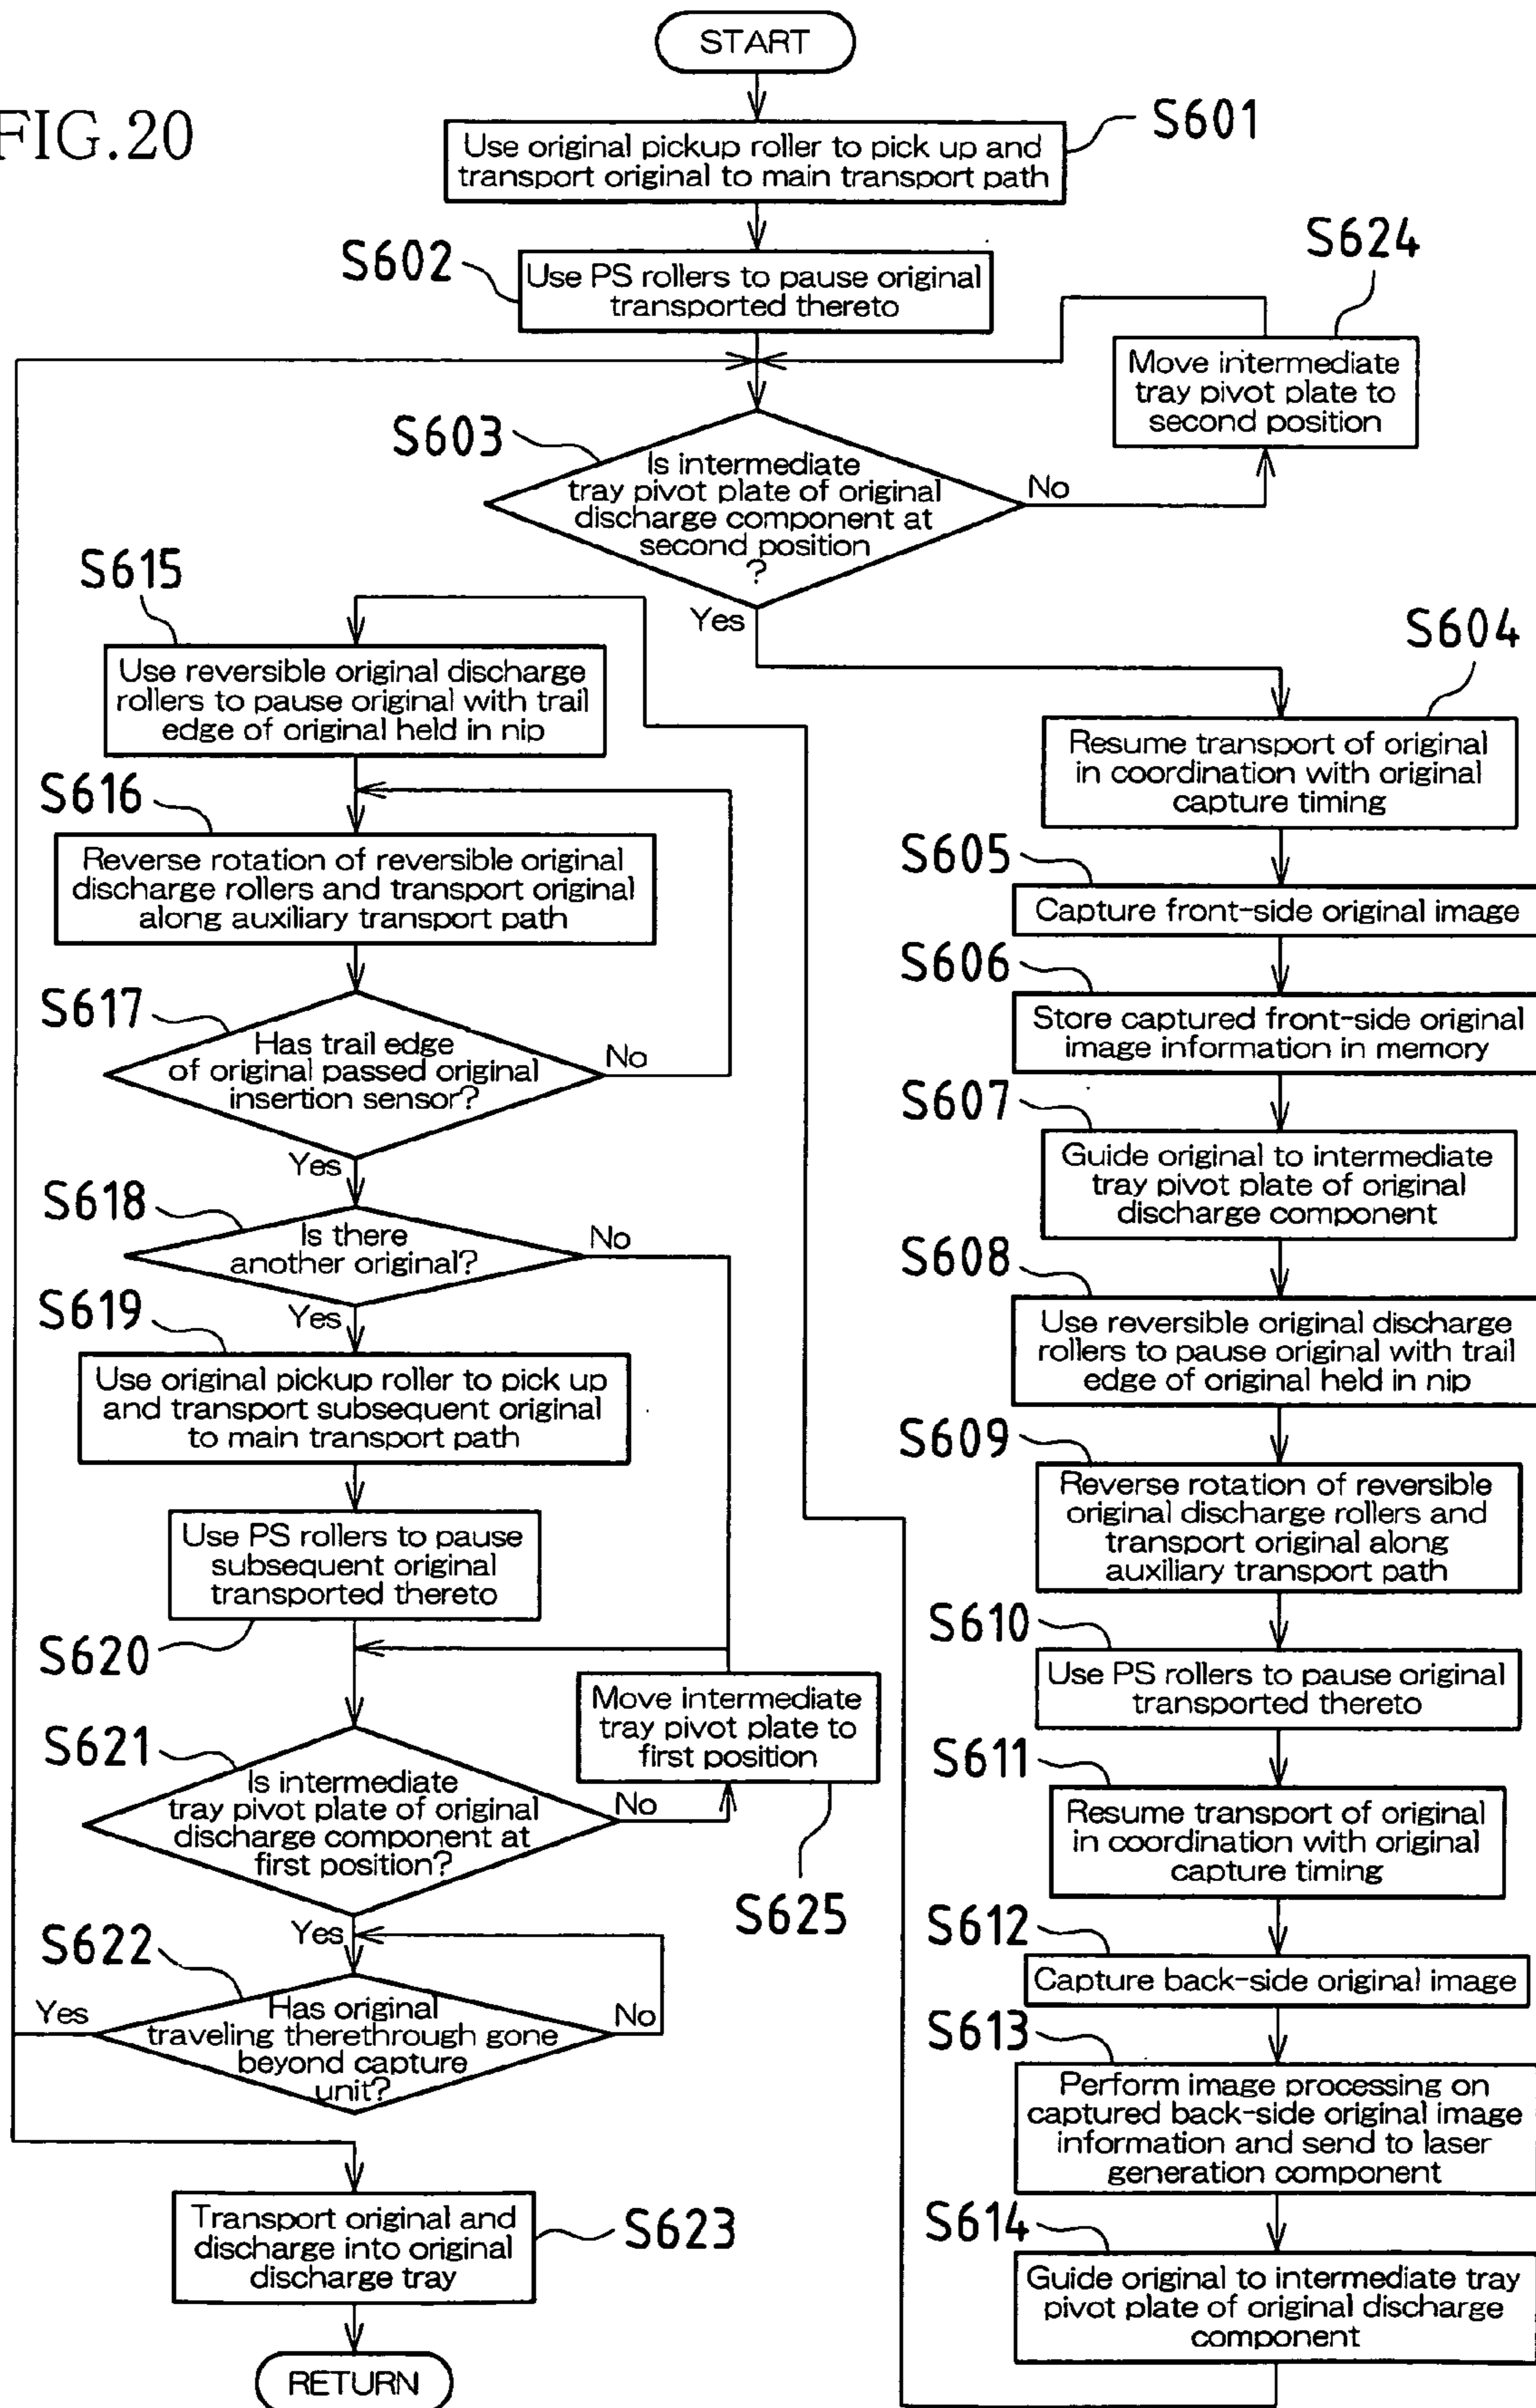 FIG.20
START
S601
Use original pickup roller to pick up and
transport original to main transport path
S602
Use PS rollers to pause original
transported thereto
S624
Move intermediate
tray pivot plate to
second position
S603
Is intermediate
tray pivot plate of original
discharge component at
second position
?
No
Yes
S604
Resume transport of original
in coordination with original
capture timing
S605
Capture front-side original image
S606
Store captured front-side original
image information in memory
S607
Guide original to intermediate
tray pivot plate of original
discharge component
S608
Use reversible original discharge
rollers to pause original with trail
edge of original held in nip
S609
Reverse rotation of reversible
original discharge rollers and
transport original along
auxiliary transport path
S610
Use PS rollers to pause original
transported thereto
S611
Resume transport of original
in coordination with original
capture timing
S612
Capture back-side original image
S613
Perform image processing on
captured back-side original image
information and send to laser
generation component
S614
Guide original to intermediate tray
pivot plate of original discharge
component
S615
Use reversible original discharge
rollers to pause original with trail
edge of original held in nip
S616
Reverse rotation of reversible original
discharge rollers and transport original
along auxiliary transport path
S617
Has trail edge
of original passed original
insertion sensor?
No
Yes
S618
Is there
another original?
No
Yes
S619
Use original pickup roller to pick up
and transport subsequent original
to main transport path
S620
Use PS rollers to pause
subsequent original
transported thereto
S621
Is intermediate
tray pivot plate of original
discharge component at
first position?
No
Yes
S625
Move intermediate
tray pivot plate to
first position
S622
Has original
traveling therethrough gone
beyond capture
unit?
No
Yes
S623
Transport original and
discharge into original
discharge tray
RETURN